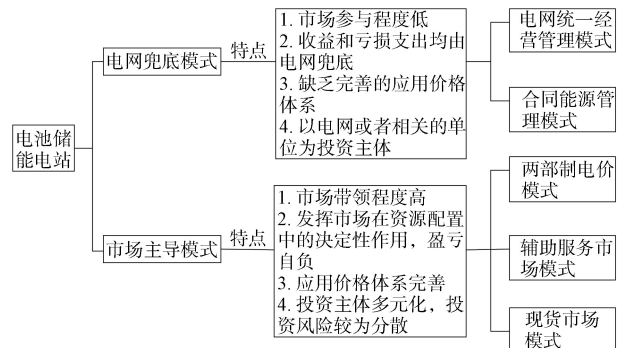 电池储
能电站
电网兜底模式
特点
1. 市场参与程度低
2. 收益和亏损支出均由
电网兜底
3. 缺乏完善的应用价格
体系
4. 以电网或者相关的单
位为投资主体
电网统一经
营管理模式
合同能源管
理模式
市场主导模式
特点
1. 市场带领程度高
2. 发挥市场在资源配置
中的决定性作用，盈亏
自负
3. 应用价格体系完善
4. 投资主体多元化，投
资风险较为分散
两部制电价
模式
辅助服务市
场模式
现货市场
模式